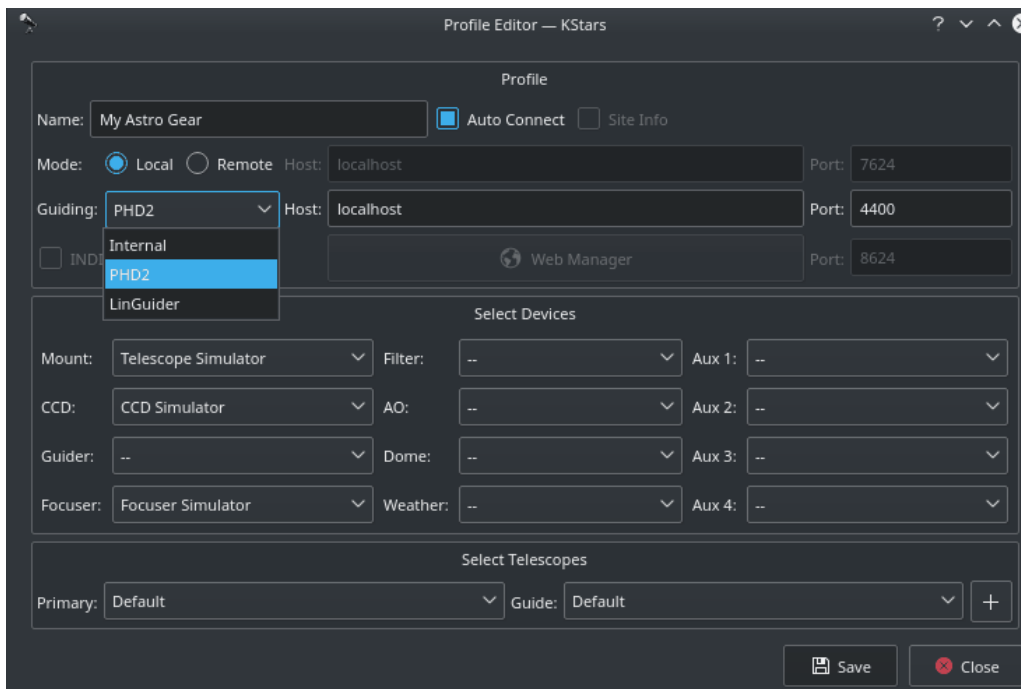 Profile Editor — KStars
Profile
Name: My Astro Gear Auto Connect Site Info
Mode: Local Remote Host: localhost Port: 7624
Guiding: PHD2 Host: localhost Port: 4400
Internal
INDI Web Manager Port: 8624
PHD2
LinGuider
Select Devices
Mount: Telescope Simulator Filter: -- Aux 1: --
CCD: CCD Simulator AO: -- Aux 2: --
Guider: -- Dome: -- Aux 3: --
Focuser: Focuser Simulator Weather: -- Aux 4: --
Select Telescopes
Primary: Default Guide: Default +
Save Close